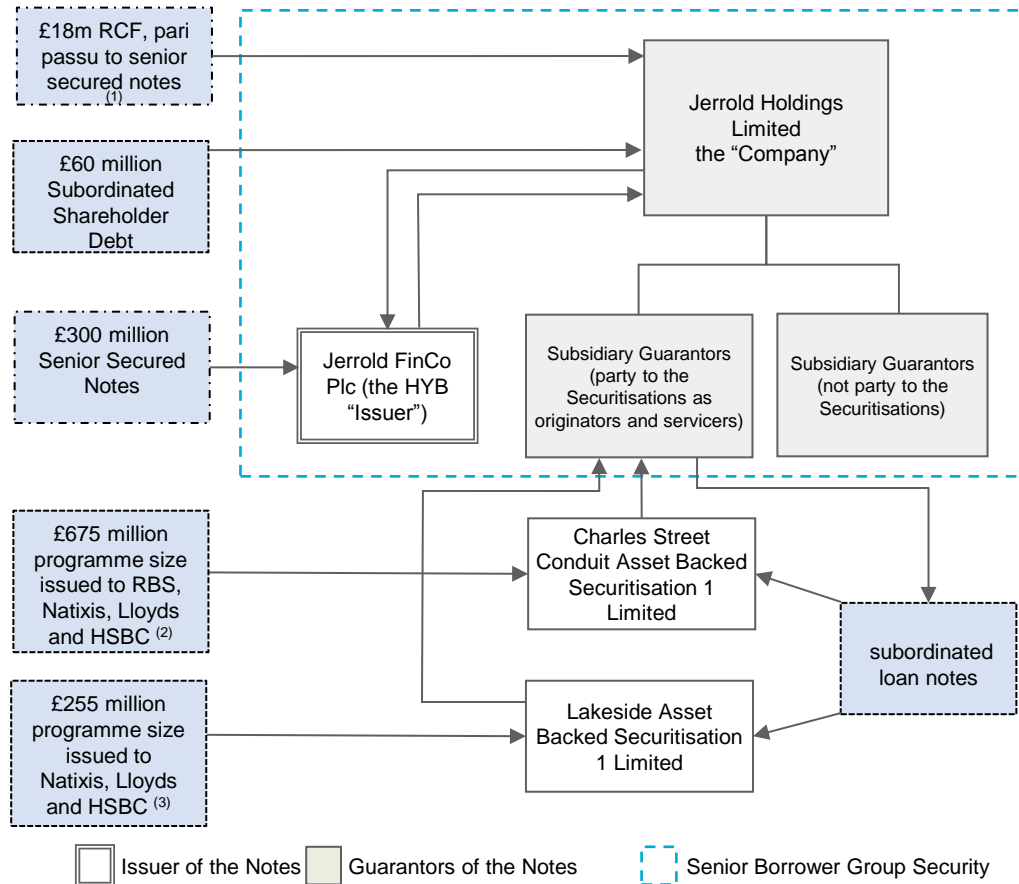 £18m RCF, pari
passu to senior
secured notes
(1)
Jerrold Holdings
Limited
the “Company”
£60 million
Subordinated
Shareholder
Debt
£300 million
Senior Secured
Notes
Jerrold FinCo
Plc (the HYB
“Issuer”)
Subsidiary Guarantors
(party to the
Securitisations as
originators and servicers)
Subsidiary Guarantors
(not party to the
Securitisations)
£675 million
programme size
issued to RBS,
Natixis, Lloyds
and HSBC (2)
Charles Street
Conduit Asset Backed
Securitisation 1
Limited
subordinated
loan notes
£255 million
programme size
issued to
Natixis, Lloyds
and HSBC (3)
Lakeside Asset
Backed Securitisation
1 Limited
Issuer of the Notes
Guarantors of the Notes
Senior Borrower Group Security